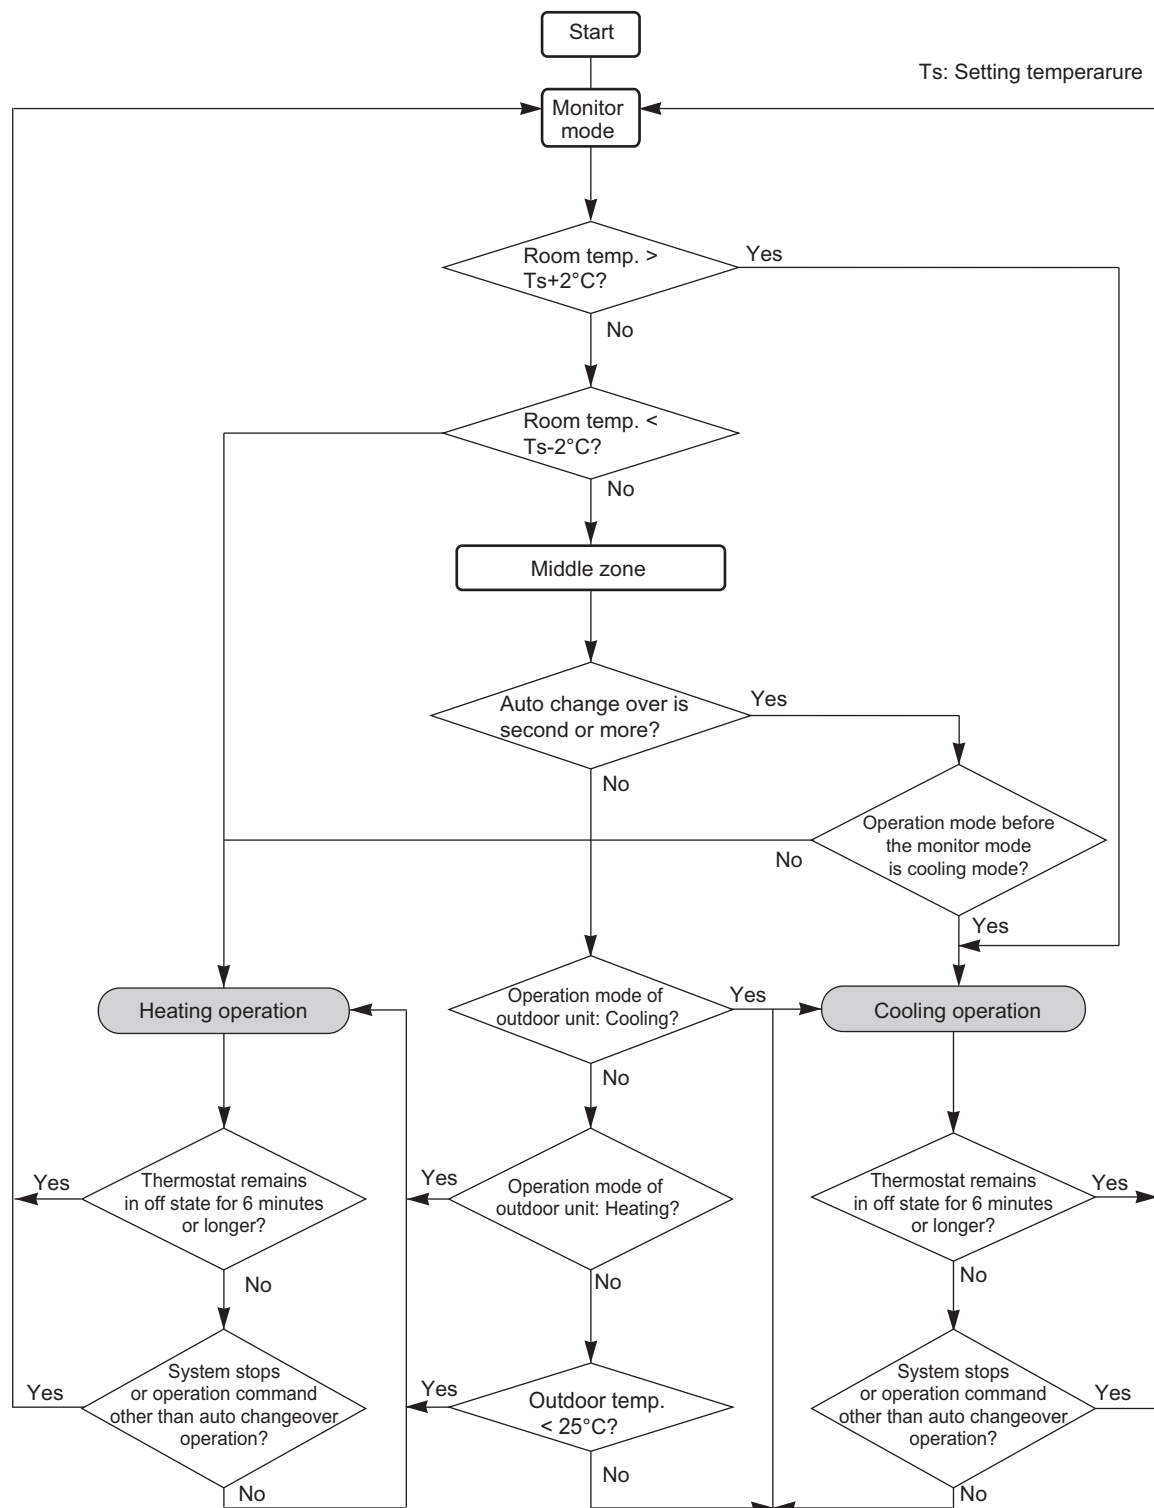 Start
Ts: Setting temperarure
Monitor
mode
Room temp. >
Ts+2°C?
Yes
No
Room temp. <
Ts-2°C?
No
Middle zone
Auto change over is
second or more?
Yes
No
Operation mode before
the monitor mode
is cooling mode?
No
Yes
Heating operation
Operation mode of
outdoor unit: Cooling?
Yes
Cooling operation
No
Yes
Thermostat remains
in off state for 6 minutes
or longer?
Yes
Operation mode of
outdoor unit: Heating?
Thermostat remains
in off state for 6 minutes
or longer?
Yes
No
No
No
Yes
System stops
or operation command
other than auto changeover
operation?
Yes
Outdoor temp.
< 25°C?
System stops
or operation command
other than auto changeover
operation?
Yes
No
No
No